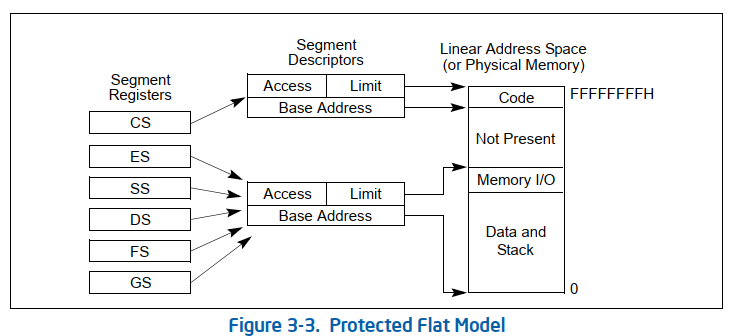 Segment
Registers
CS
ES
SS
DS
FS
GS
Segment
Descriptors
Access
Limit
Base Address
Access
Limit
Base Address
Linear Address Space
(or Physical Memory)
Code
FFFFFFFFH
Not Present
Memory I/O
Data and
Stack
0
Figure 3-3. Protected Flat Model